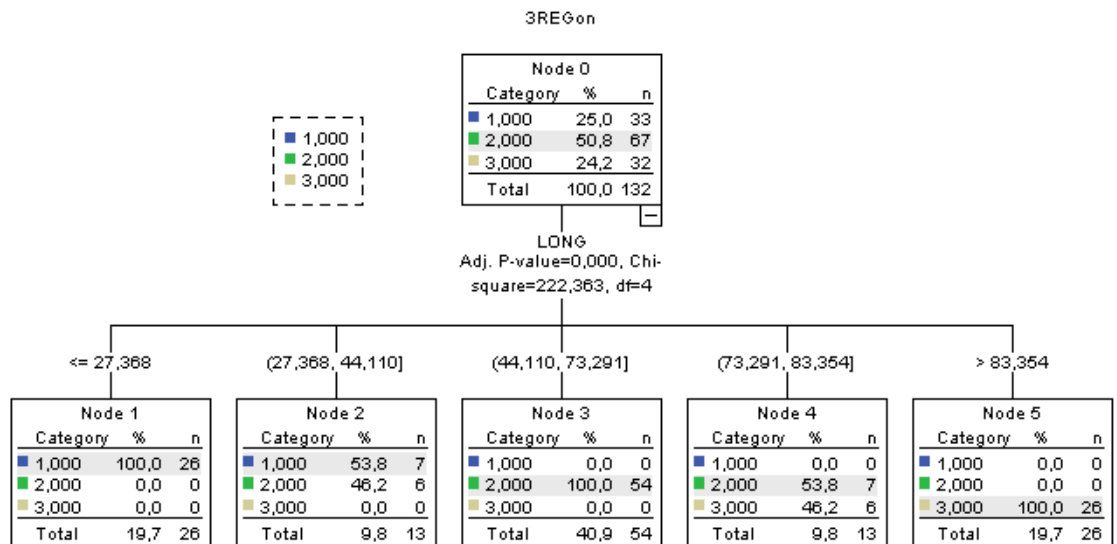 3REGon
Node 0
Category % n
1,000 25,0 33
2,000 50,8 67
3,000 24,2 32
Total 100,0 132
1,000
2,000
3,000
LONG
Adj. P-value=0,000, Chi-
square=222,363, df=4
<= 27,368
(27,368, 44,110]
(44,110, 73,291]
(73,291, 83,354]
> 83,354
Node 1
Category % n
1,000 100,0 26
2,000 0,0 0
3,000 0,0 0
Total 19,7 26
Node 2
Category % n
1,000 53,8 7
2,000 46,2 6
3,000 0,0 0
Total 9,8 13
Node 3
Category % n
1,000 0,0 0
2,000 100,0 54
3,000 0,0 0
Total 40,9 54
Node 4
Category % n
1,000 0,0 0
2,000 53,8 7
3,000 46,2 6
Total 9,8 13
Node 5
Category % n
1,000 0,0 0
2,000 0,0 0
3,000 100,0 26
Total 19,7 26